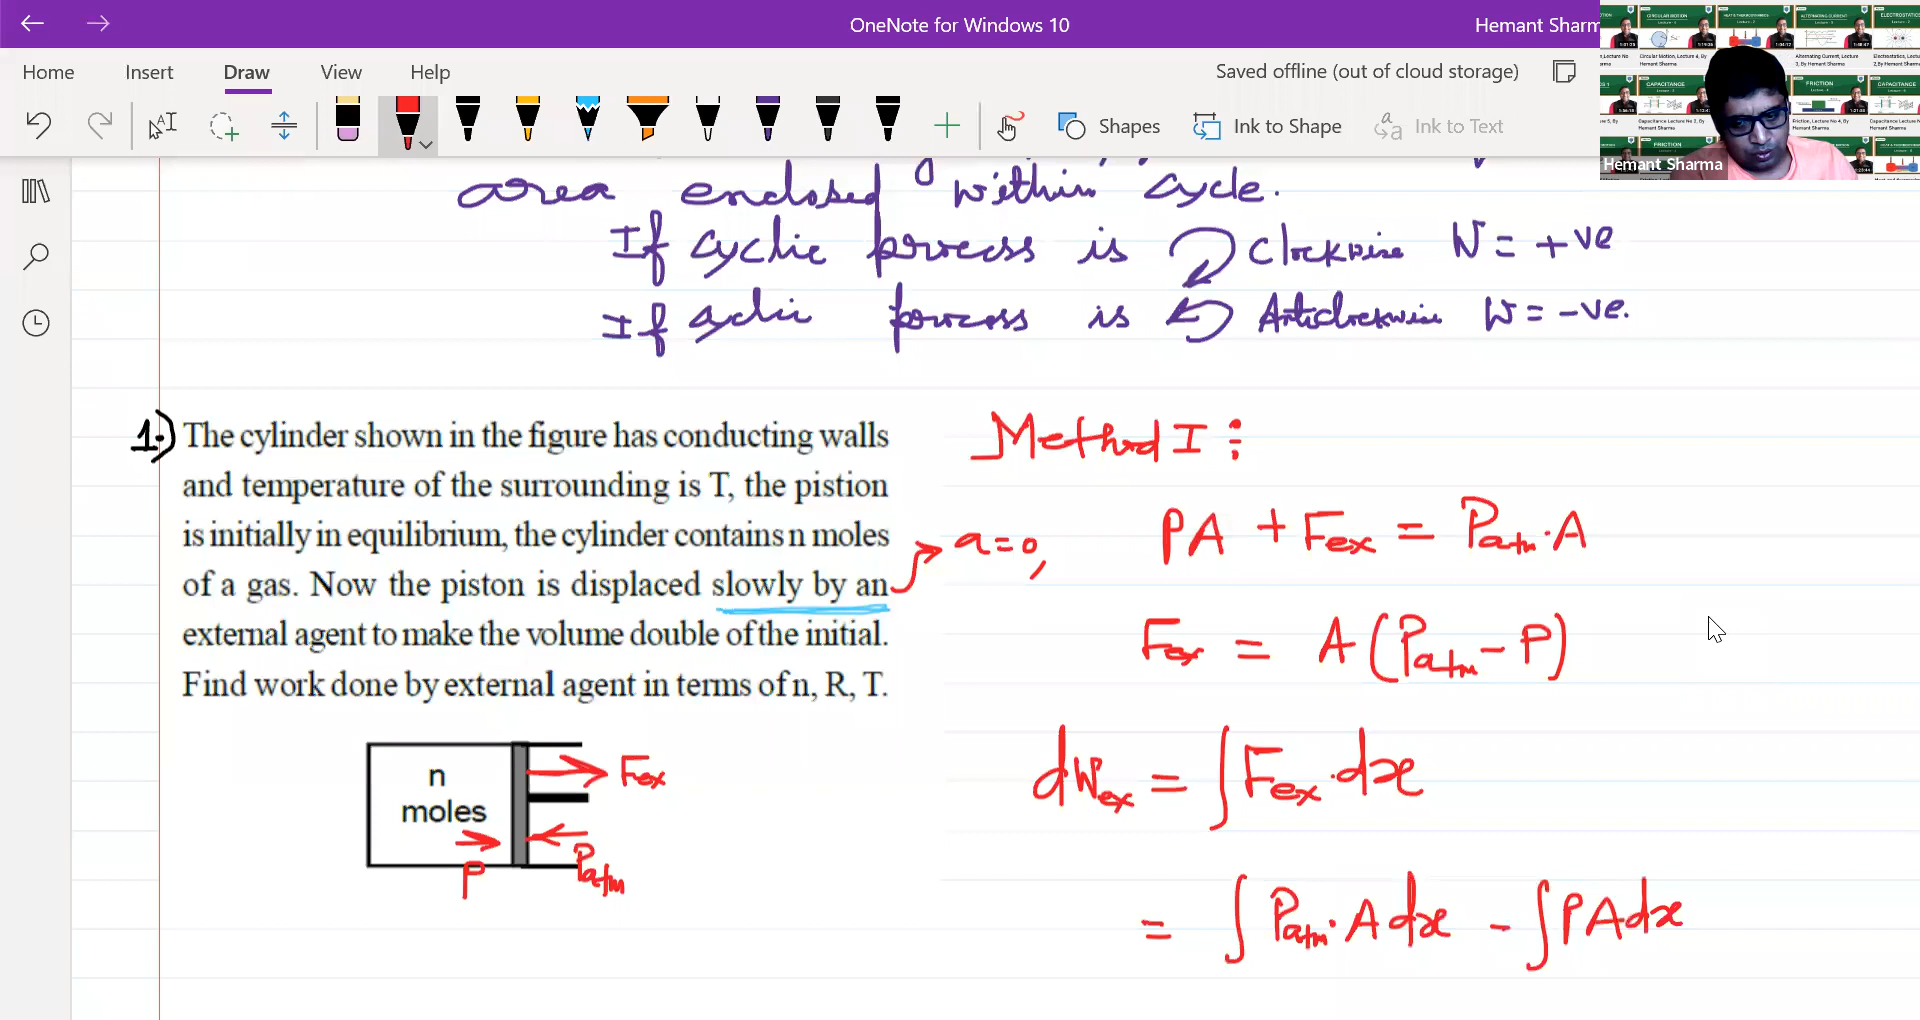 OneNote for Windows 10
Hemant Sharm
Home Insert Draw View Help
Saved offline (out of cloud storage)
Shapes Ink to Shape Ink to Text
Hemant Sharma
area enclosed within cycle.
If cyclic process is Clockwise W = +ve
If cyclic process is Anticlockwise W = -ve.
1.) The cylinder shown in the figure has conducting walls
and temperature of the surrounding is T, the pistion
is initially in equilibrium, the cylinder contains n moles
of a gas. Now the piston is displaced slowly by an
external agent to make the volume double of the initial.
Find work done by external agent in terms of n, R, T.
n
moles
Fex
P
Patm
Method I :
a = 0,
PA + Fex = Patm. A
Fex = A (Patm - P)
dWex = ∫ Fex . dx
= ∫ Patm. A dx - ∫ PA dx